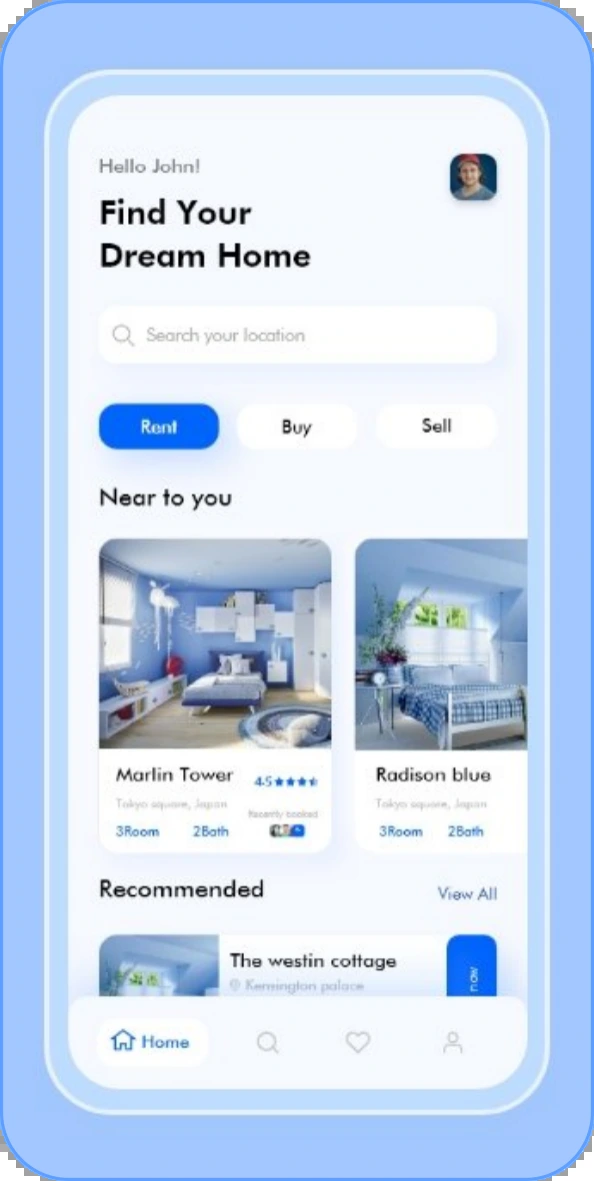 Hello John!
Find Your
Dream Home
Search your location
Rent
Buy
Sell
Near to you
Marlin Tower
4.5
Tokyo square, Japan
Recently booked
3Room
2Bath
Radison blue
Tokyo square, Japan
3Room
2Bath
Recommended
View All
The westin cottage
Kensington palace
now
Home